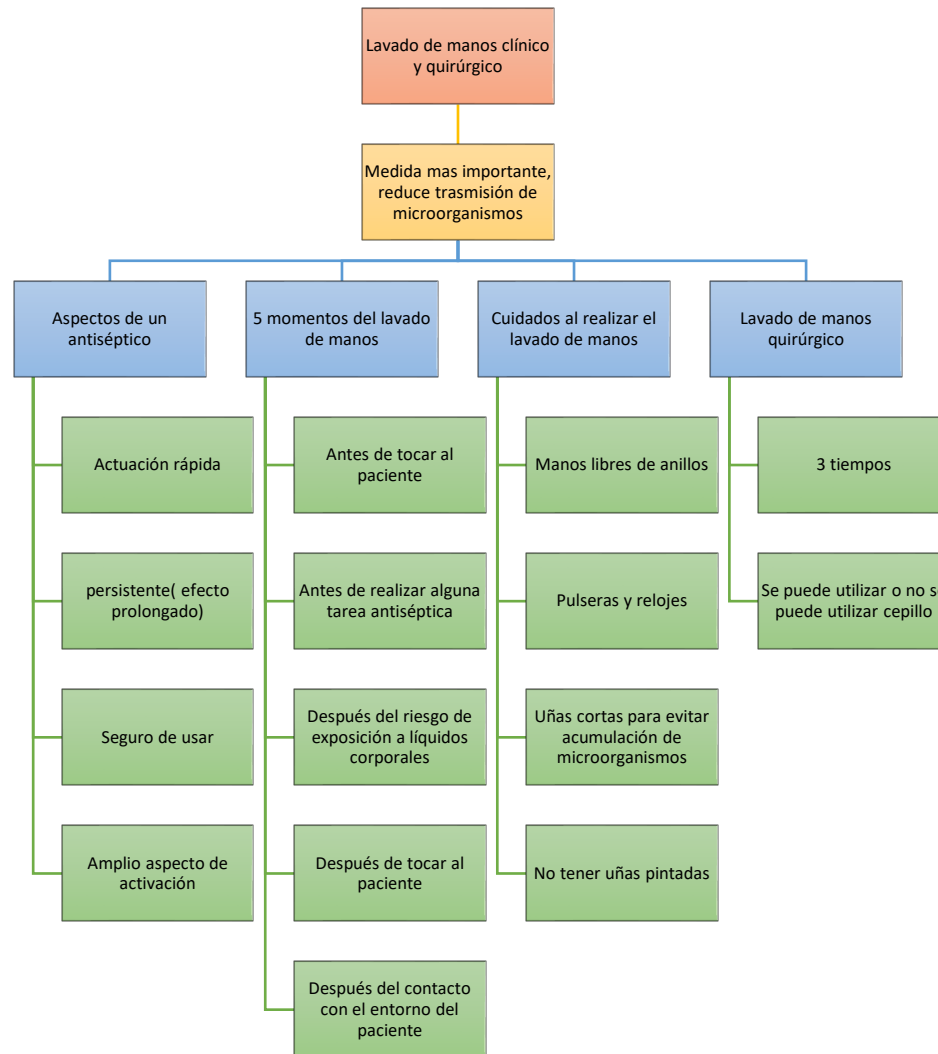 Lavado de manos clínico
y quirúrgico
Medida mas importante,
reduce trasmisión de
microorganismos
Aspectos de un
antiséptico
Actuación rápida
persistente( efecto
prolongado)
Seguro de usar
Amplio aspecto de
activación
5 momentos del lavado
de manos
Antes de tocar al
paciente
Antes de realizar alguna
tarea antiséptica
Después del riesgo de
exposición a líquidos
corporales
Después de tocar al
paciente
Después del contacto
con el entorno del
paciente
Cuidados al realizar el
lavado de manos
Manos libres de anillos
Pulseras y relojes
Uñas cortas para evitar
acumulación de
microorganismos
No tener uñas pintadas
Lavado de manos
quirúrgico
3 tiempos
Se puede utilizar o no se
puede utilizar cepillo